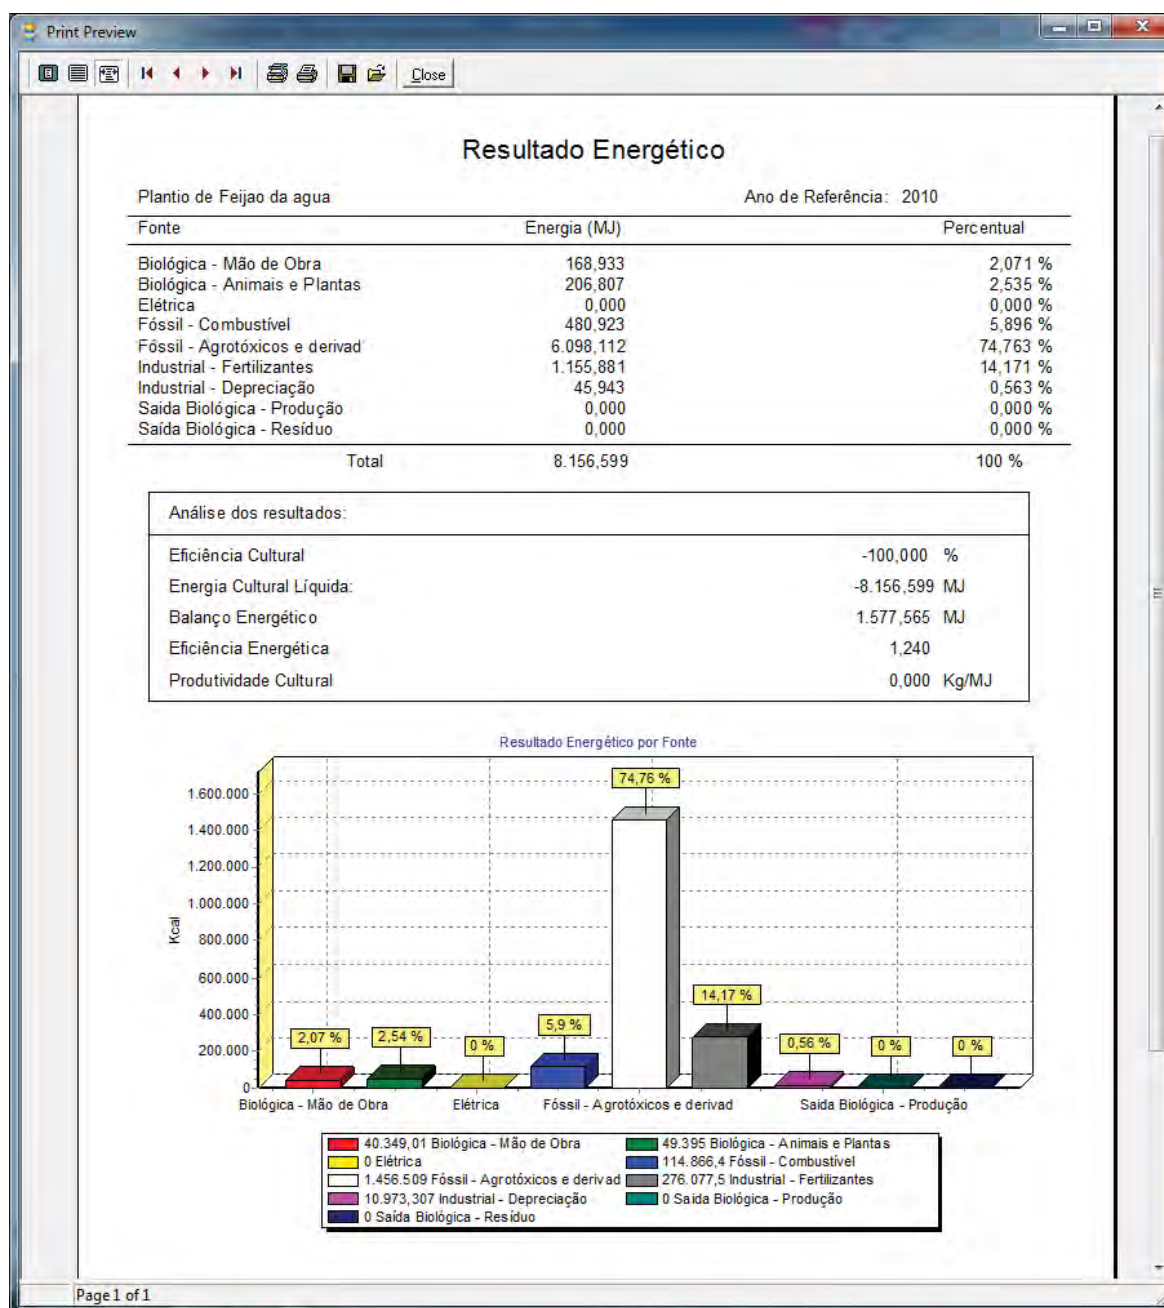 Print Preview
Close
Resultado Energético
Plantio de Feijao da agua Ano de Referência: 2010
Fonte Energia (MJ) Percentual
Biológica - Mão de Obra 168,933 2,071 %
Biológica - Animais e Plantas 206,807 2,535 %
Elétrica 0,000 0,000 %
Fóssil - Combustível 480,923 5,896 %
Fóssil - Agrotóxicos e derivad 6.098,112 74,763 %
Industrial - Fertilizantes 1.155,881 14,171 %
Industrial - Depreciação 45,943 0,563 %
Saida Biológica - Produção 0,000 0,000 %
Saída Biológica - Resíduo 0,000 0,000 %
Total 8.156,599 100 %
Análise dos resultados:
Eficiência Cultural -100,000 %
Energia Cultural Líquida: -8.156,599 MJ
Balanço Energético 1.577,565 MJ
Eficiência Energética 1,240
Produtividade Cultural 0,000 Kg/MJ
Resultado Energético por Fonte
74,76 %
1.600.000
1.400.000
1.200.000
1.000.000
Kcal
800.000
600.000
14,17 %
400.000
2,07 % 2,54 % 0 % 5,9 % 0,56 % 0 % 0 %
200.000
0
Biológica - Mão de Obra Elétrica Fóssil - Agrotóxicos e derivad Saida Biológica - Produção
40.349,01 Biológica - Mão de Obra 49.395 Biológica - Animais e Plantas
0 Elétrica 114.866,4 Fóssil - Combustível
1.456.509 Fóssil - Agrotóxicos e derivad 276.077,5 Industrial - Fertilizantes
10.973,307 Industrial - Depreciação 0 Saida Biológica - Produção
0 Saída Biológica - Resíduo
Page 1 of 1